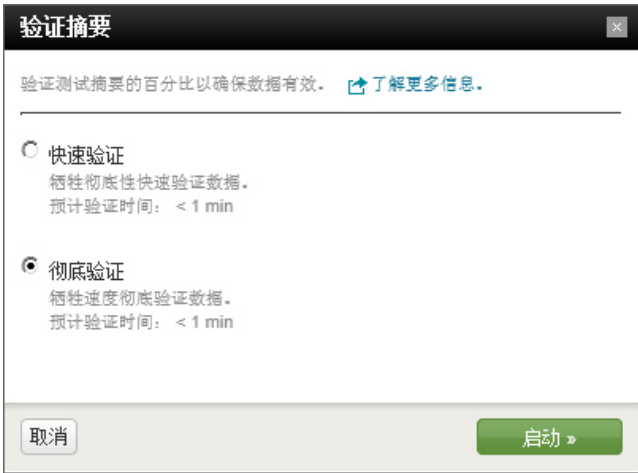 验证摘要
验证测试摘要的百分比以确保数据有效。 了解更多信息。
快速验证
牺牲彻底性快速验证数据。
预计验证时间： < 1 min
彻底验证
牺牲速度彻底验证数据。
预计验证时间： < 1 min
取消
启动 »